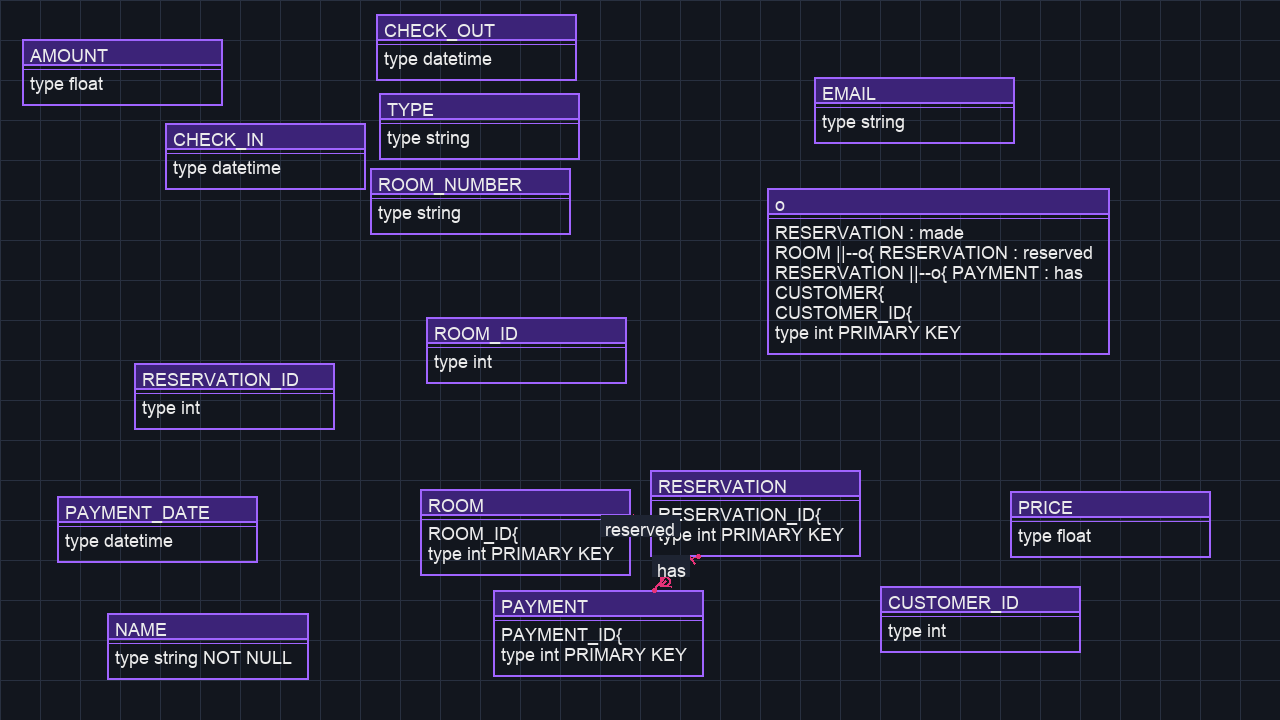 CHECK_OUT
type datetime
AMOUNT
type float
TYPE
type string
EMAIL
type string
CHECK_IN
type datetime
ROOM_NUMBER
type string
o
RESERVATION : made
ROOM ||--o{ RESERVATION : reserved
RESERVATION ||--o{ PAYMENT : has
CUSTOMER{
CUSTOMER_ID{
type int PRIMARY KEY
ROOM_ID
type int
RESERVATION_ID
type int
RESERVATION
RESERVATION_ID{
type int PRIMARY KEY
ROOM
ROOM_ID{
type int PRIMARY KEY
reserved
has
PRICE
type float
PAYMENT_DATE
type datetime
PAYMENT
PAYMENT_ID{
type int PRIMARY KEY
CUSTOMER_ID
type int
NAME
type string NOT NULL